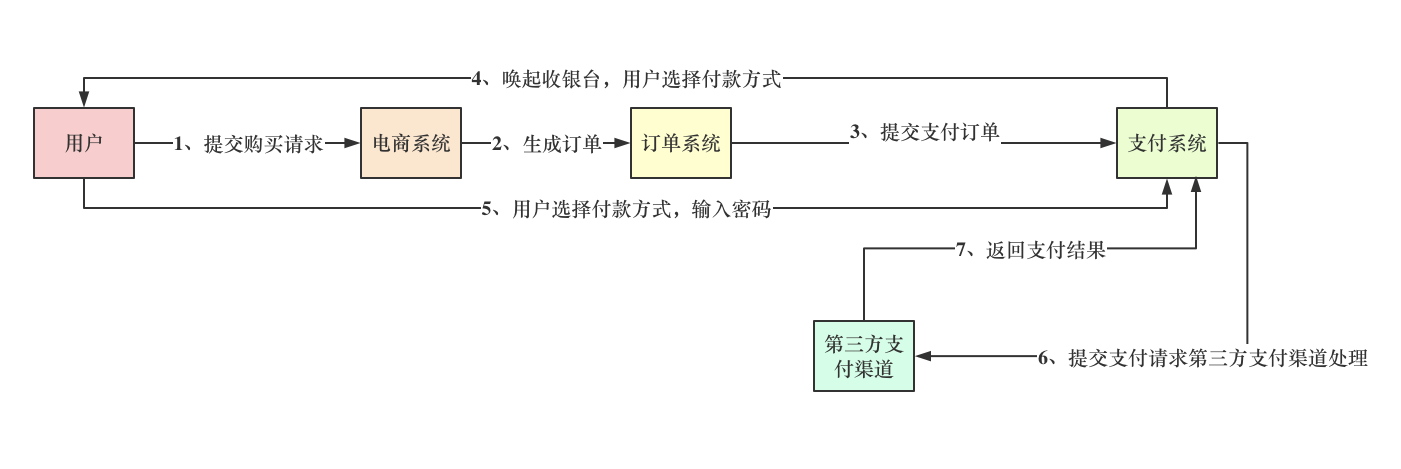 4、唤起收银台，用户选择付款方式
用户
1、提交购买请求
电商系统
2、生成订单
订单系统
3、提交支付订单
支付系统
5、用户选择付款方式，输入密码
7、返回支付结果
第三方支
付渠道
6、提交支付请求第三方支付渠道处理